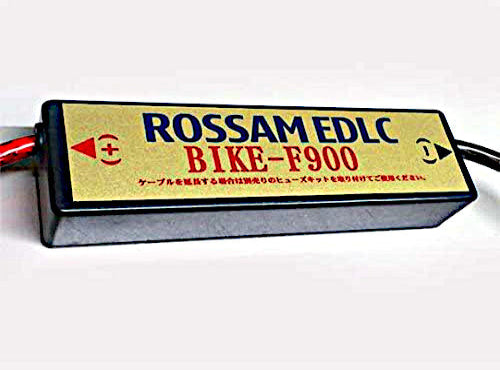 ROSSAM EDLC
(+)
BIKE-F900
(-)
ケーブルを延長する場合は別売りのヒューズキットを取り付けてご使用ください。